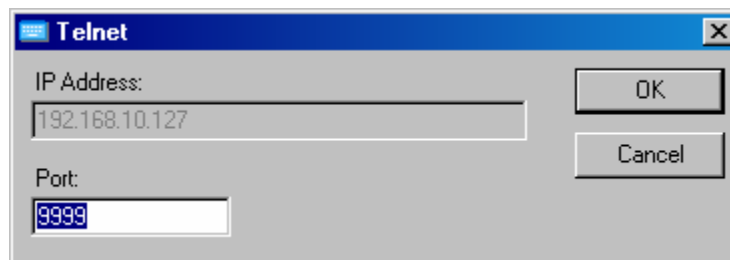 Telnet
IP Address:
OK
192.168.10.127
Cancel
Port:
9999